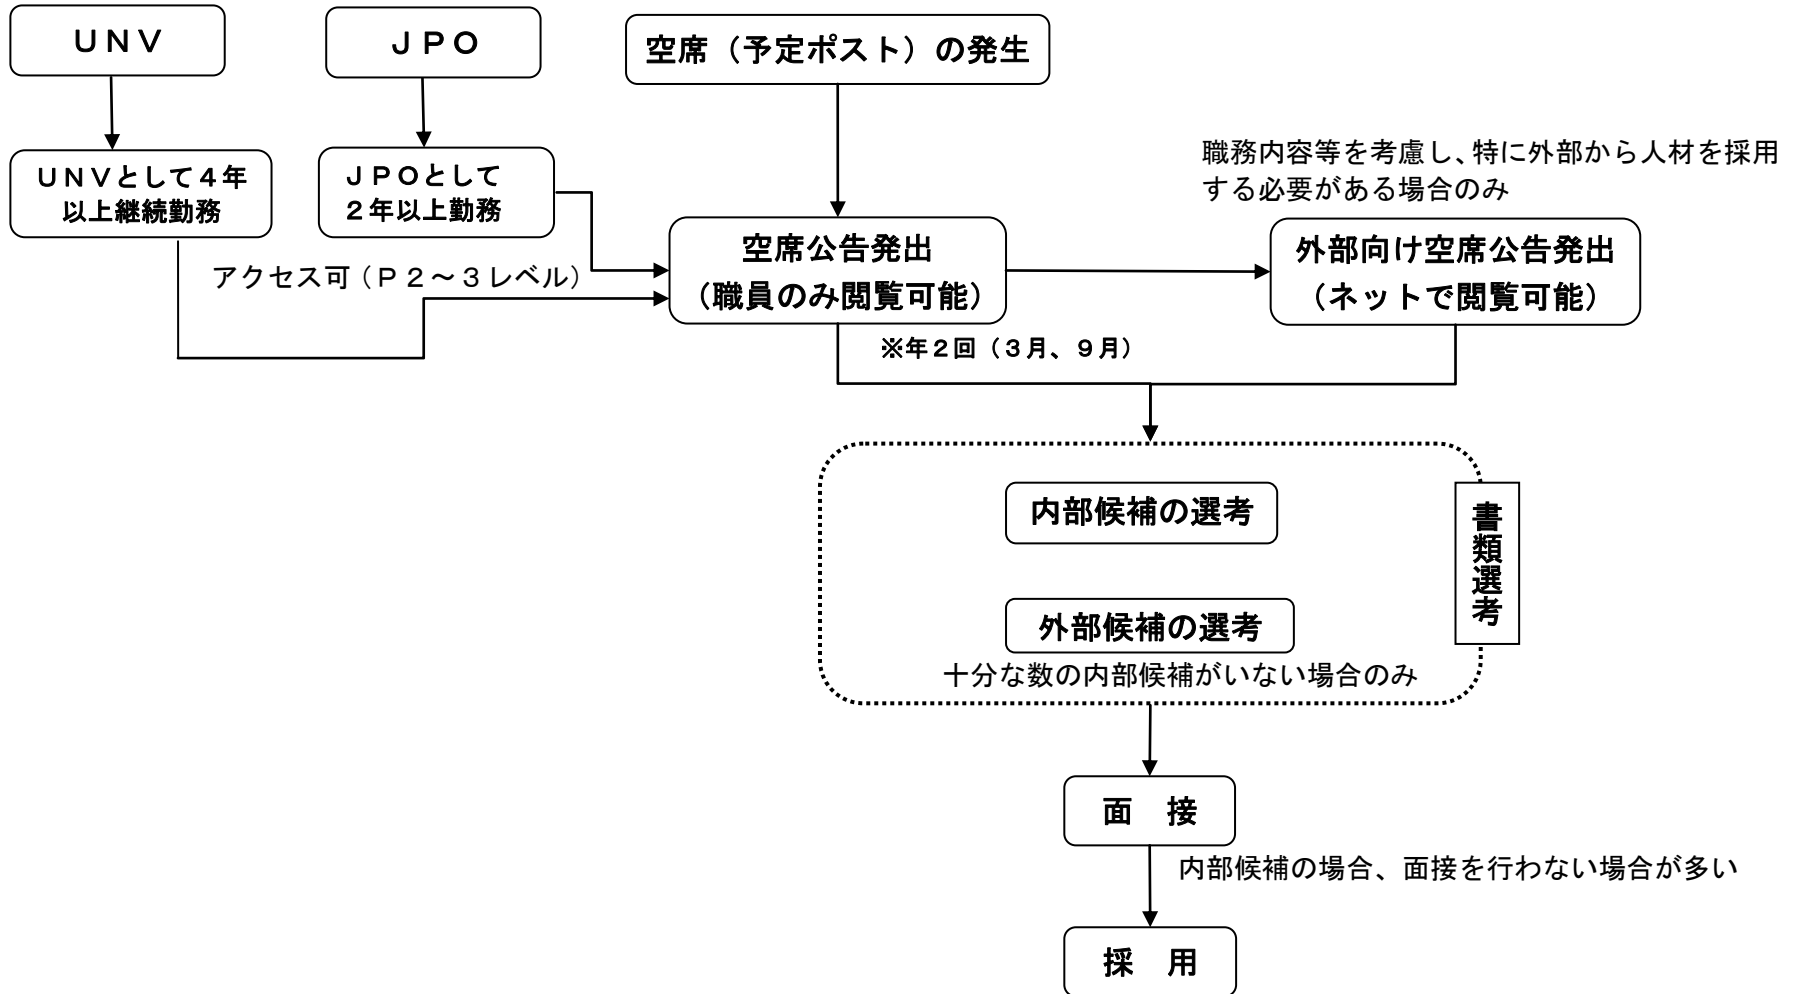 ＵＮＶ
ＪＰＯ
空席（予定ポスト）の発生
ＵＮＶとして４年
以上継続勤務
ＪＰＯとして
２年以上勤務
職務内容等を考慮し、特に外部から人材を採用
する必要がある場合のみ
アクセス可（Ｐ２～３レベル）
空席公告発出
（職員のみ閲覧可能）
外部向け空席公告発出
（ネットで閲覧可能）
※年２回（３月、９月）
内部候補の選考
外部候補の選考
十分な数の内部候補がいない場合のみ
書類選考
面　接
内部候補の場合、面接を行わない場合が多い
採　用